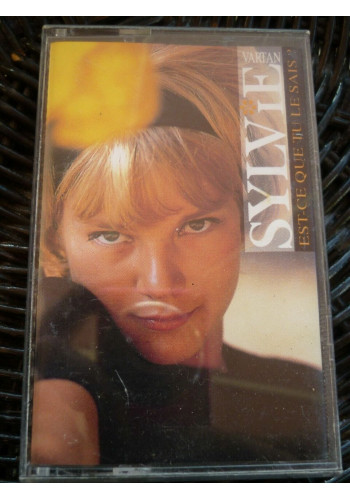 VARTAN
SYLVIE
EST-CE QUE TU LE SAIS ?